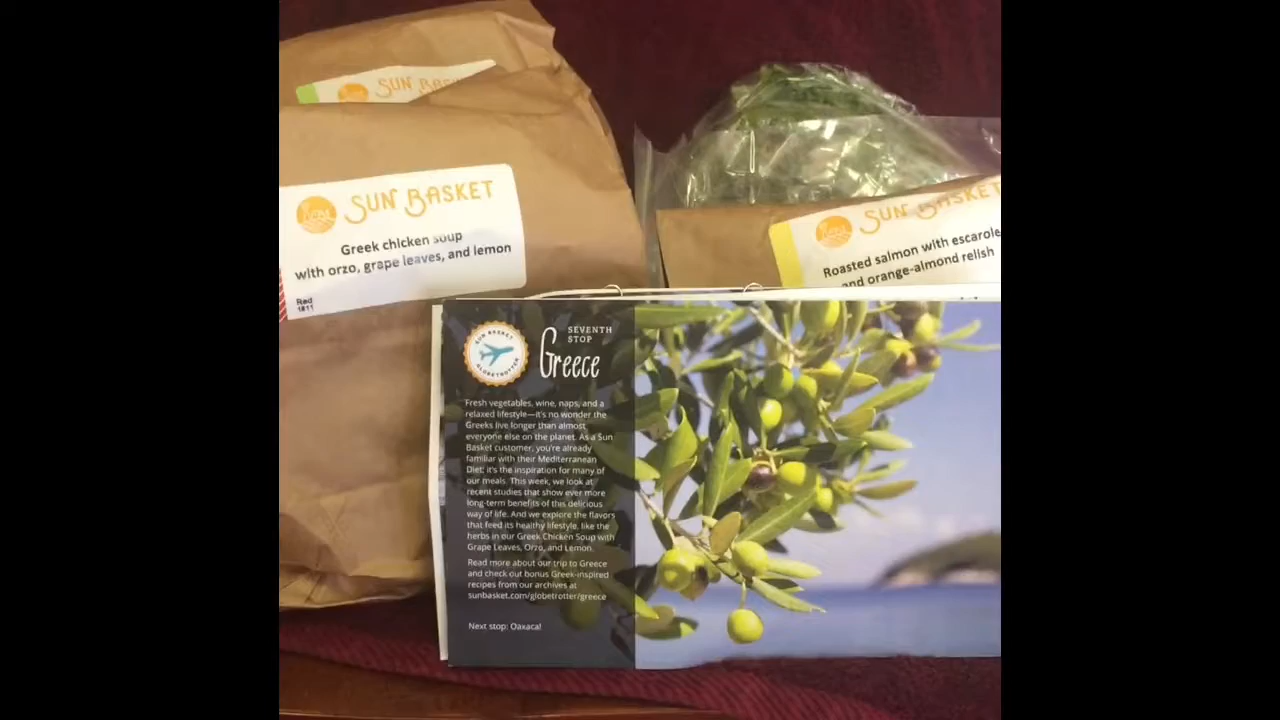 SUN BASKET
SUN BASKET
Greek chicken soup
with orzo, grape leaves, and lemon
Red
1811
SUN BASKET
Roasted salmon with escarole
and orange-almond relish
SUN BASKET
GLOBETROTTER
SEVENTH
STOP
Greece
Fresh vegetables, wine, naps, and a
relaxed lifestyle—it's no wonder the
Greeks live longer than almost
everyone else on the planet. As a Sun
Basket customer, you're already
familiar with their Mediterranean
Diet; it's the inspiration for many of
our meals. This week, we look at
recent studies that show ever more
long-term benefits of this delicious
way of life. And we explore the flavors
that feed its healthy lifestyle, like the
herbs in our Greek Chicken Soup with
Grape Leaves, Orzo, and Lemon.
Read more about our trip to Greece
and check out bonus Greek-inspired
recipes from our archives at
sunbasket.com/globetrotter/greece
Next stop: Oaxaca!